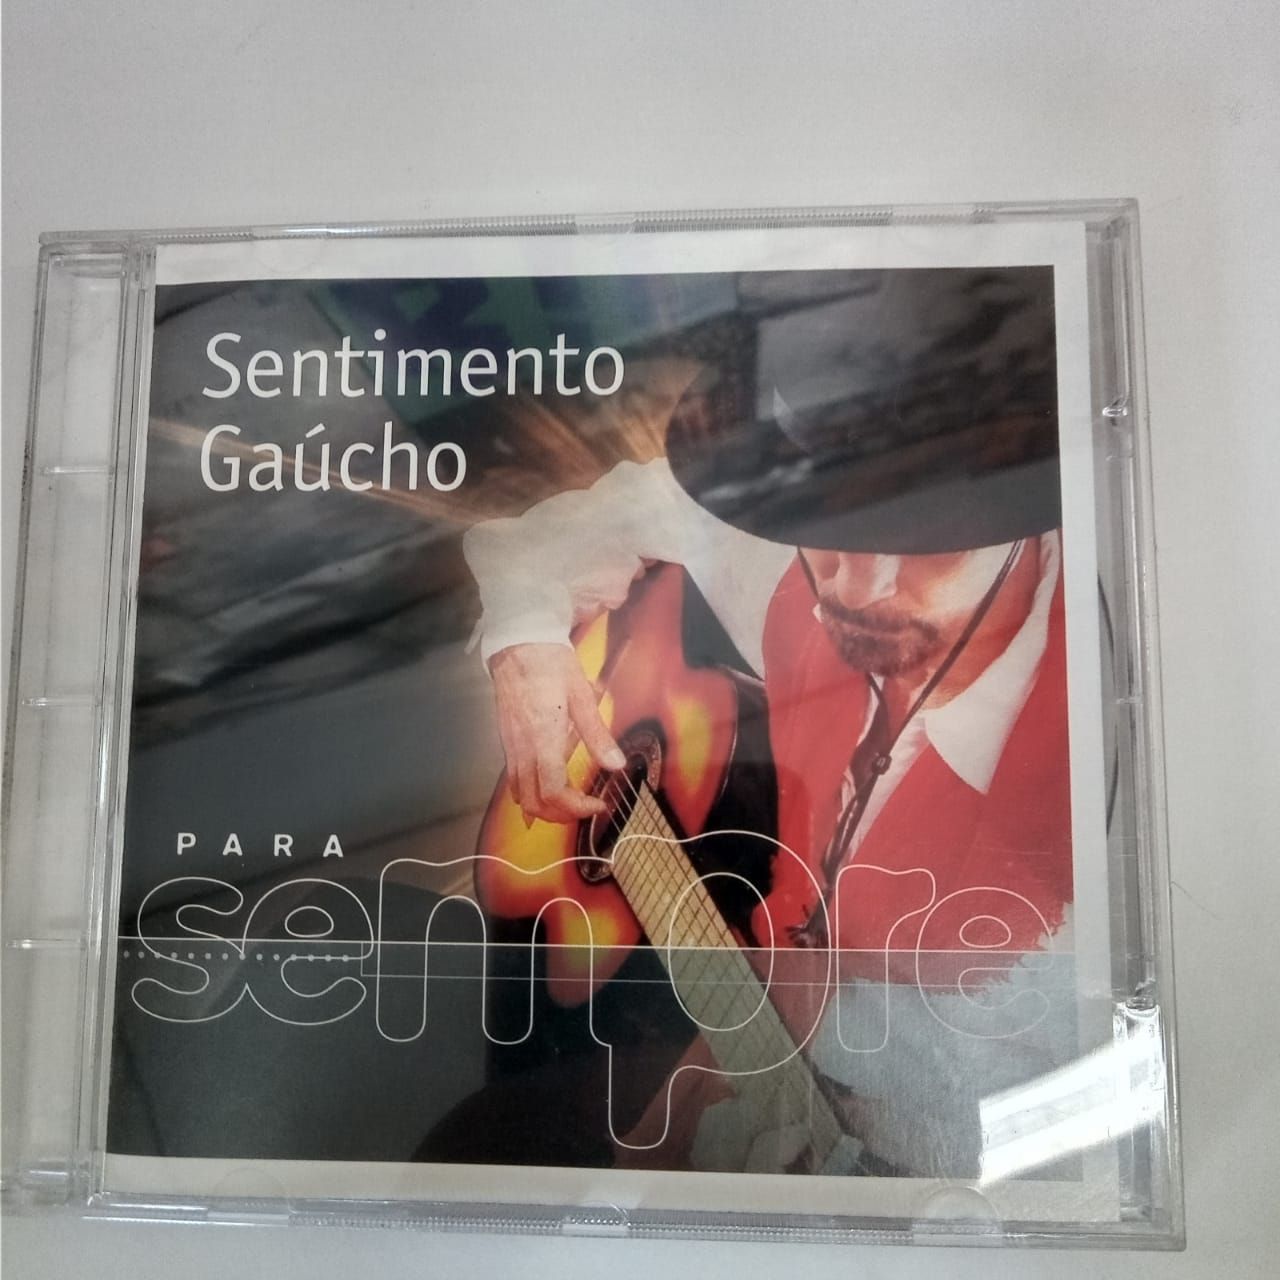 Sentimento
Gaúcho
PARA
sempre